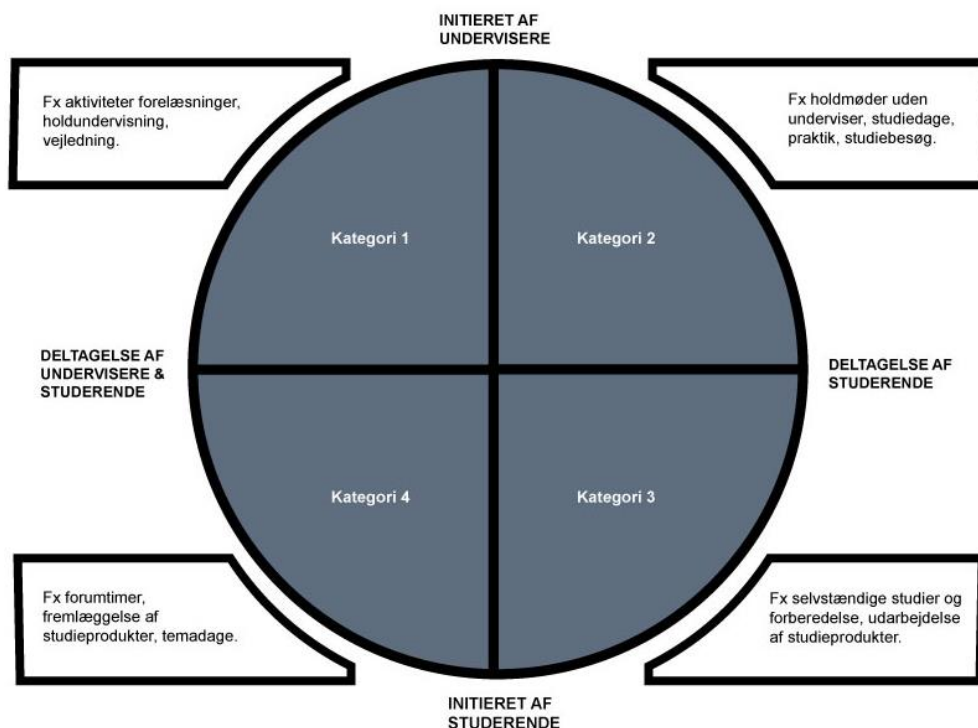 INITIERET AF
UNDERVISERE
Fx aktiviteter forelæsninger,
holdundervisning,
vejledning.
Fx holdmøder uden
underviser, studiedage,
praktik, studiebesøg.
Kategori 1
Kategori 2
DELTAGELSE AF
UNDERVISERE &
STUDERENDE
DELTAGELSE AF
STUDERENDE
Kategori 4
Kategori 3
Fx forumtimer,
fremlæggelse af
studieprodukter, temadage.
Fx selvstændige studier og
forberedelse, udarbejdelse
af studieprodukter.
INITIERET AF
STUDERENDE